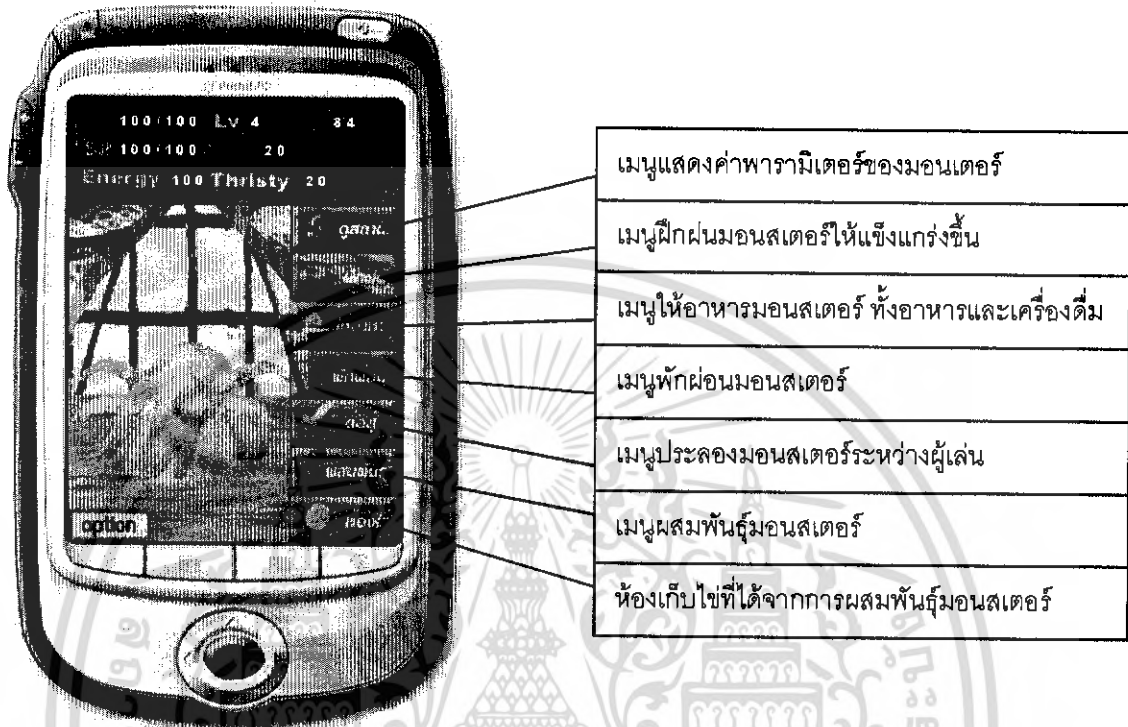 100/100 Lv 4 84
100/100 20
Energy 100 Thristy 20
ต่อสู้
option
เมนูแสดงค่าพารามิเตอร์ของมอนเตอร์
เมนูฝึกฝนมอนสเตอร์ให้แข็งแกร่งขึ้น
เมนูให้อาหารมอนสเตอร์ ทั้งอาหารและเครื่องดื่ม
เมนูพักผ่อนมอนสเตอร์
เมนูประลองมอนสเตอร์ระหว่างผู้เล่น
เมนูผสมพันธุ์มอนสเตอร์
ห้องเก็บไข่ที่ได้จากการผสมพันธุ์มอนสเตอร์